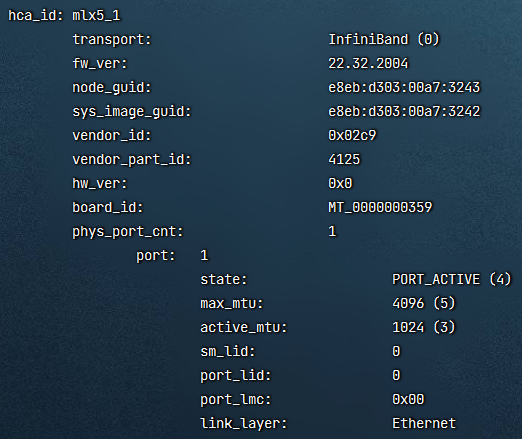 hca_id: mlx5_1
transport: InfiniBand (0)
fw_ver: 22.32.2004
node_guid: e8eb:d303:00a7:3243
sys_image_guid: e8eb:d303:00a7:3242
vendor_id: 0x02c9
vendor_part_id: 4125
hw_ver: 0x0
board_id: MT_0000000359
phys_port_cnt: 1
port: 1
state: PORT_ACTIVE (4)
max_mtu: 4096 (5)
active_mtu: 1024 (3)
sm_lid: 0
port_lid: 0
port_lmc: 0x00
link_layer: Ethernet